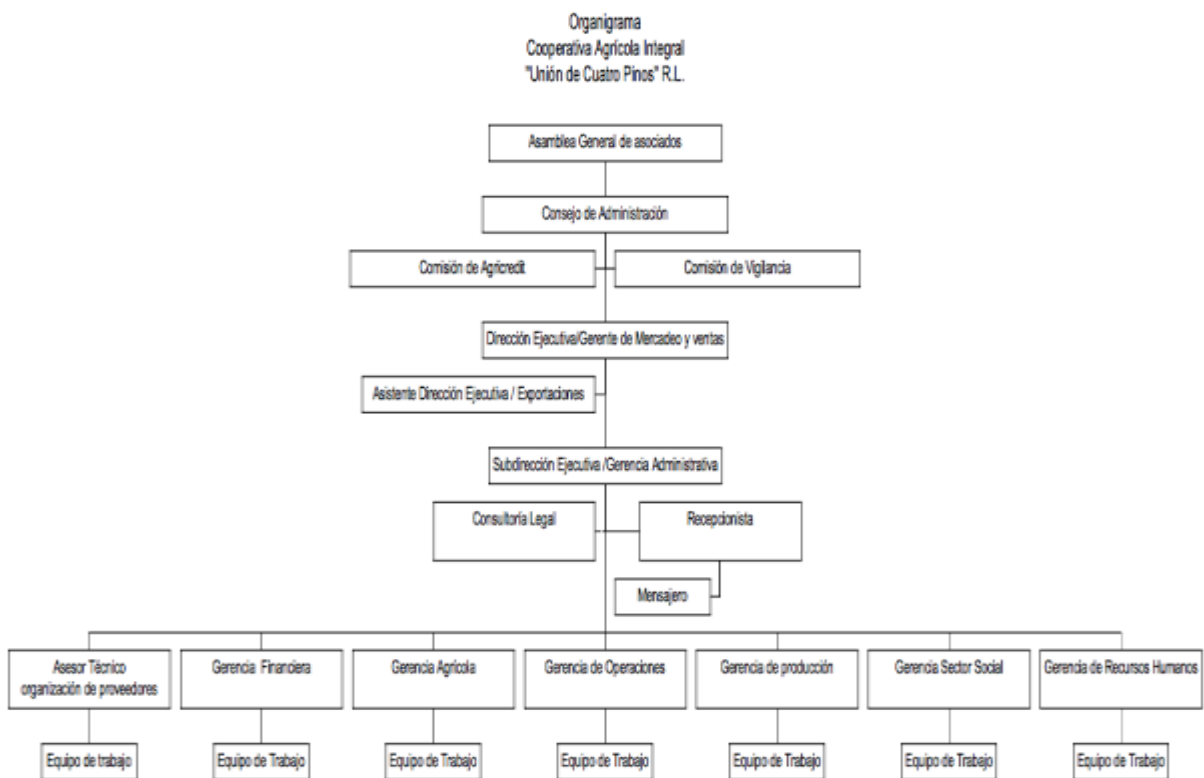 Organigrama
Cooperativa Agrícola Integral
"Unión de Cuatro Pinos" R.L.
Asamblea General de asociados
Consejo de Administración
Comisión de Agricredit
Comisión de Vigilancia
Dirección Ejecutiva/Gerente de Mercadeo y ventas
Asistente Dirección Ejecutiva / Exportaciones
Subdirección Ejecutiva /Gerencia Administrativa
Consultoría Legal
Recepcionista
Mensajero
Asesor Técnico
organización de proveedores
Gerencia Financiera
Gerencia Agrícola
Gerencia de Operaciones
Gerencia de producción
Gerencia Sector Social
Gerencia de Recursos Humanos
Equipo de trabajo
Equipo de Trabajo
Equipo de Trabajo
Equipo de Trabajo
Equipo de Trabajo
Equipo de Trabajo
Equipo de Trabajo